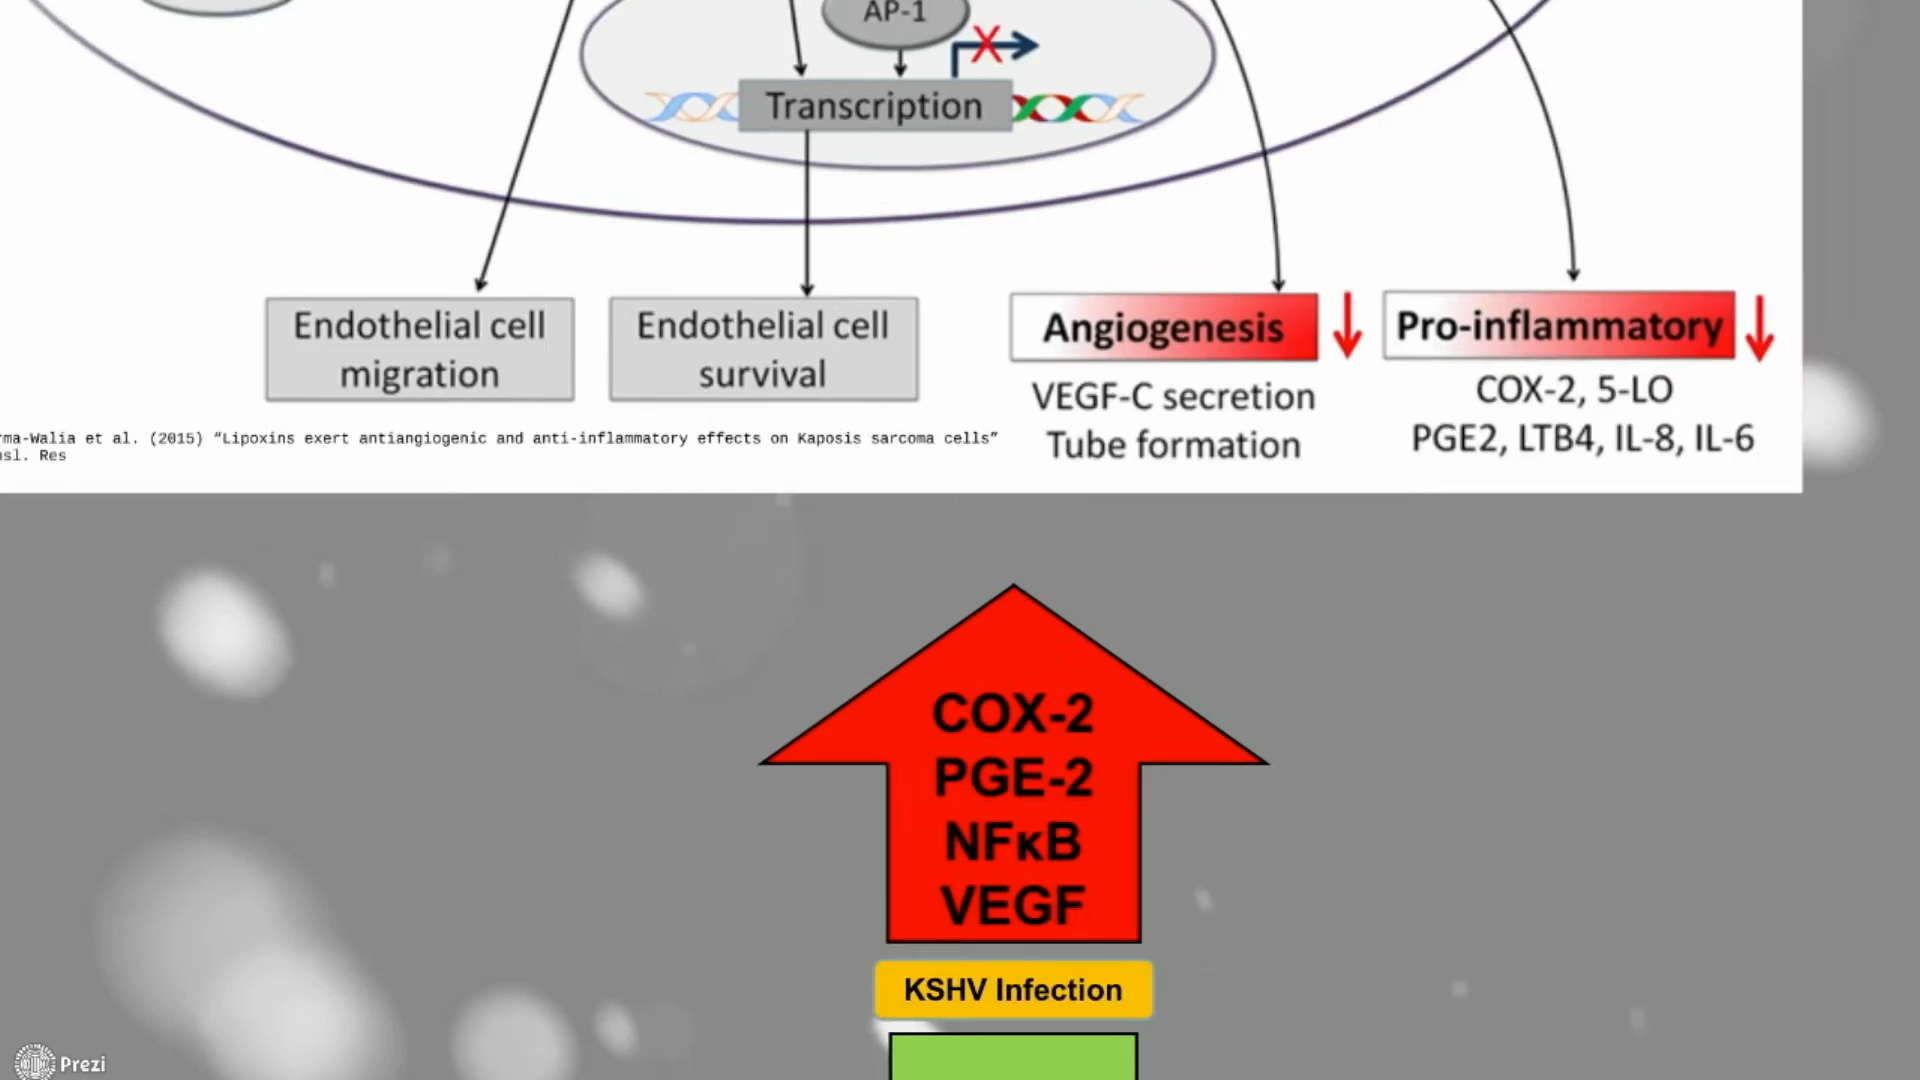 AP-1
X
Transcription
Endothelial cell
migration
Endothelial cell
survival
Angiogenesis
VEGF-C secretion
Tube formation
Pro-inflammatory
COX-2, 5-LO
PGE2, LTB4, IL-8, IL-6
rma-Walia et al. (2015) “Lipoxins exert antiangiogenic and anti-inflammatory effects on Kaposis sarcoma cells”
nsl. Res
COX-2
PGE-2
NFκB
VEGF
KSHV Infection
Prezi